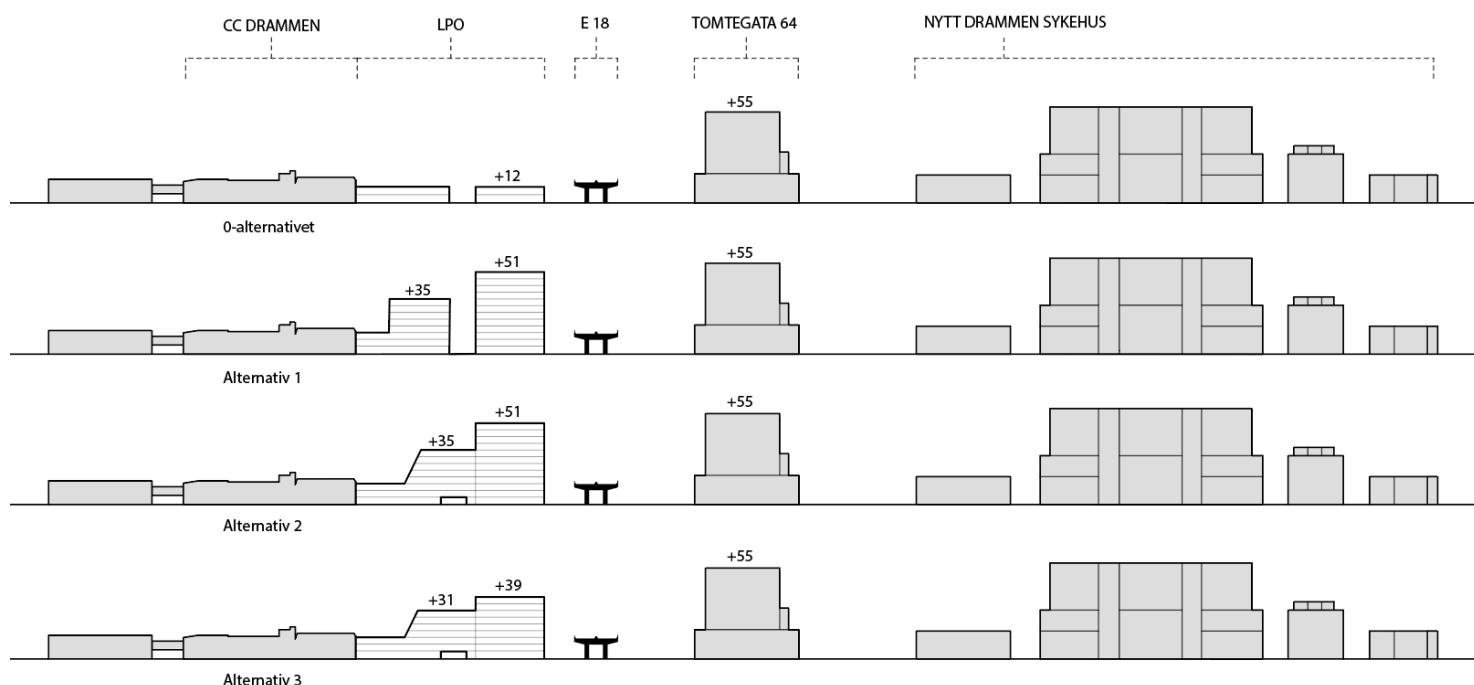 CC DRAMMEN LPO E 18 TOMTEGATA 64 NYTT DRAMMEN SYKEHUS
+55
+12
0-alternativet
+55
+51
+35
Alternativ 1
+55
+51
+35
Alternativ 2
+55
+39
+31
Alternativ 3